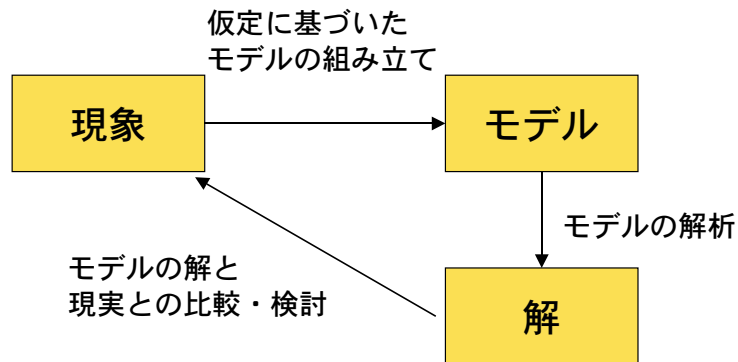 仮定に基づいた
モデルの組み立て
現象
モデル
モデルの解析
モデルの解と
現実との比較・検討
解